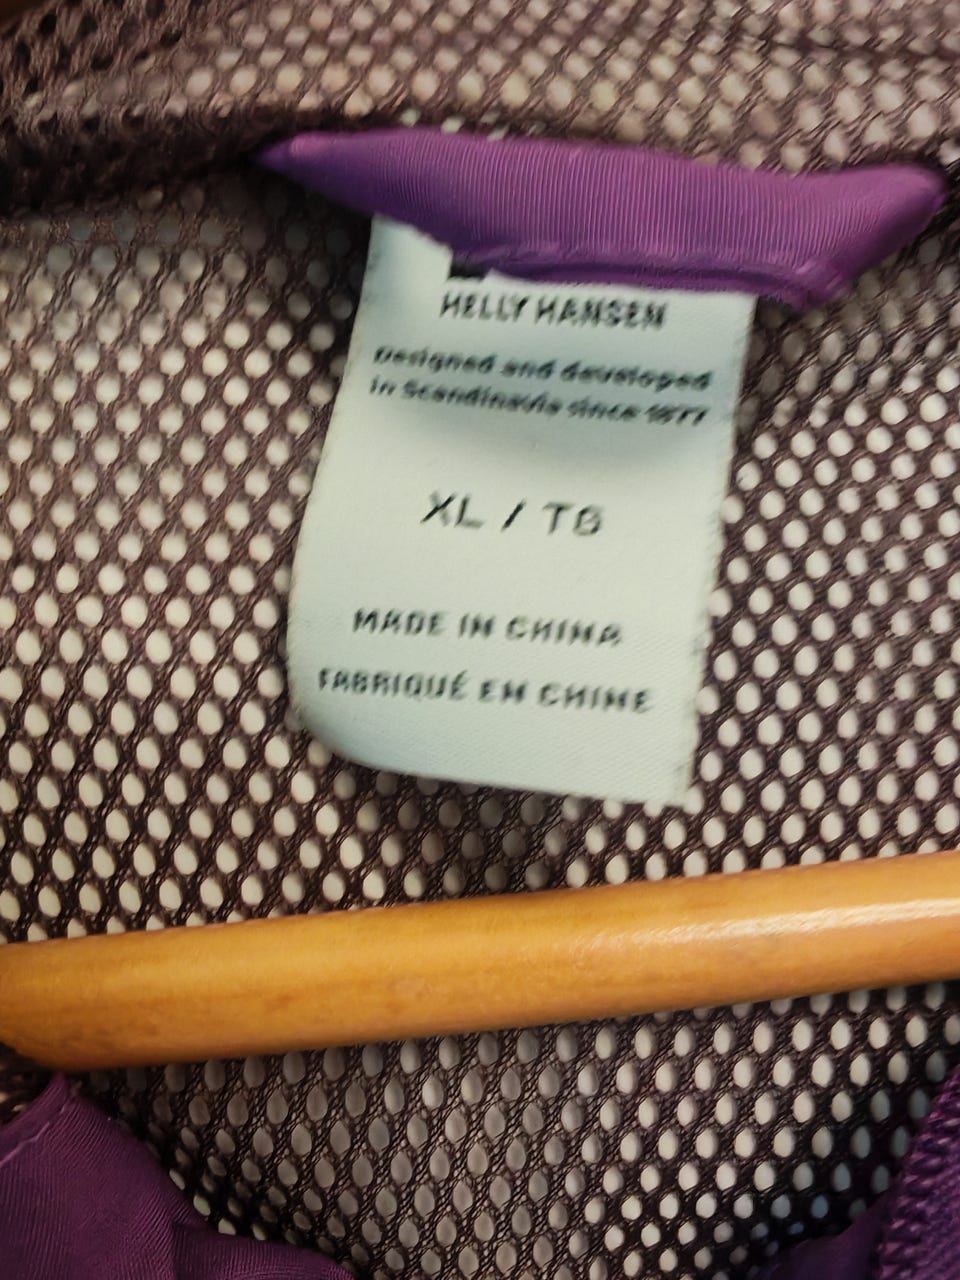 HELLY HANSEN
Designed and developed
in Scandinavia since 1877
XL / TG
MADE IN CHINA
FABRIQUÉ EN CHINE